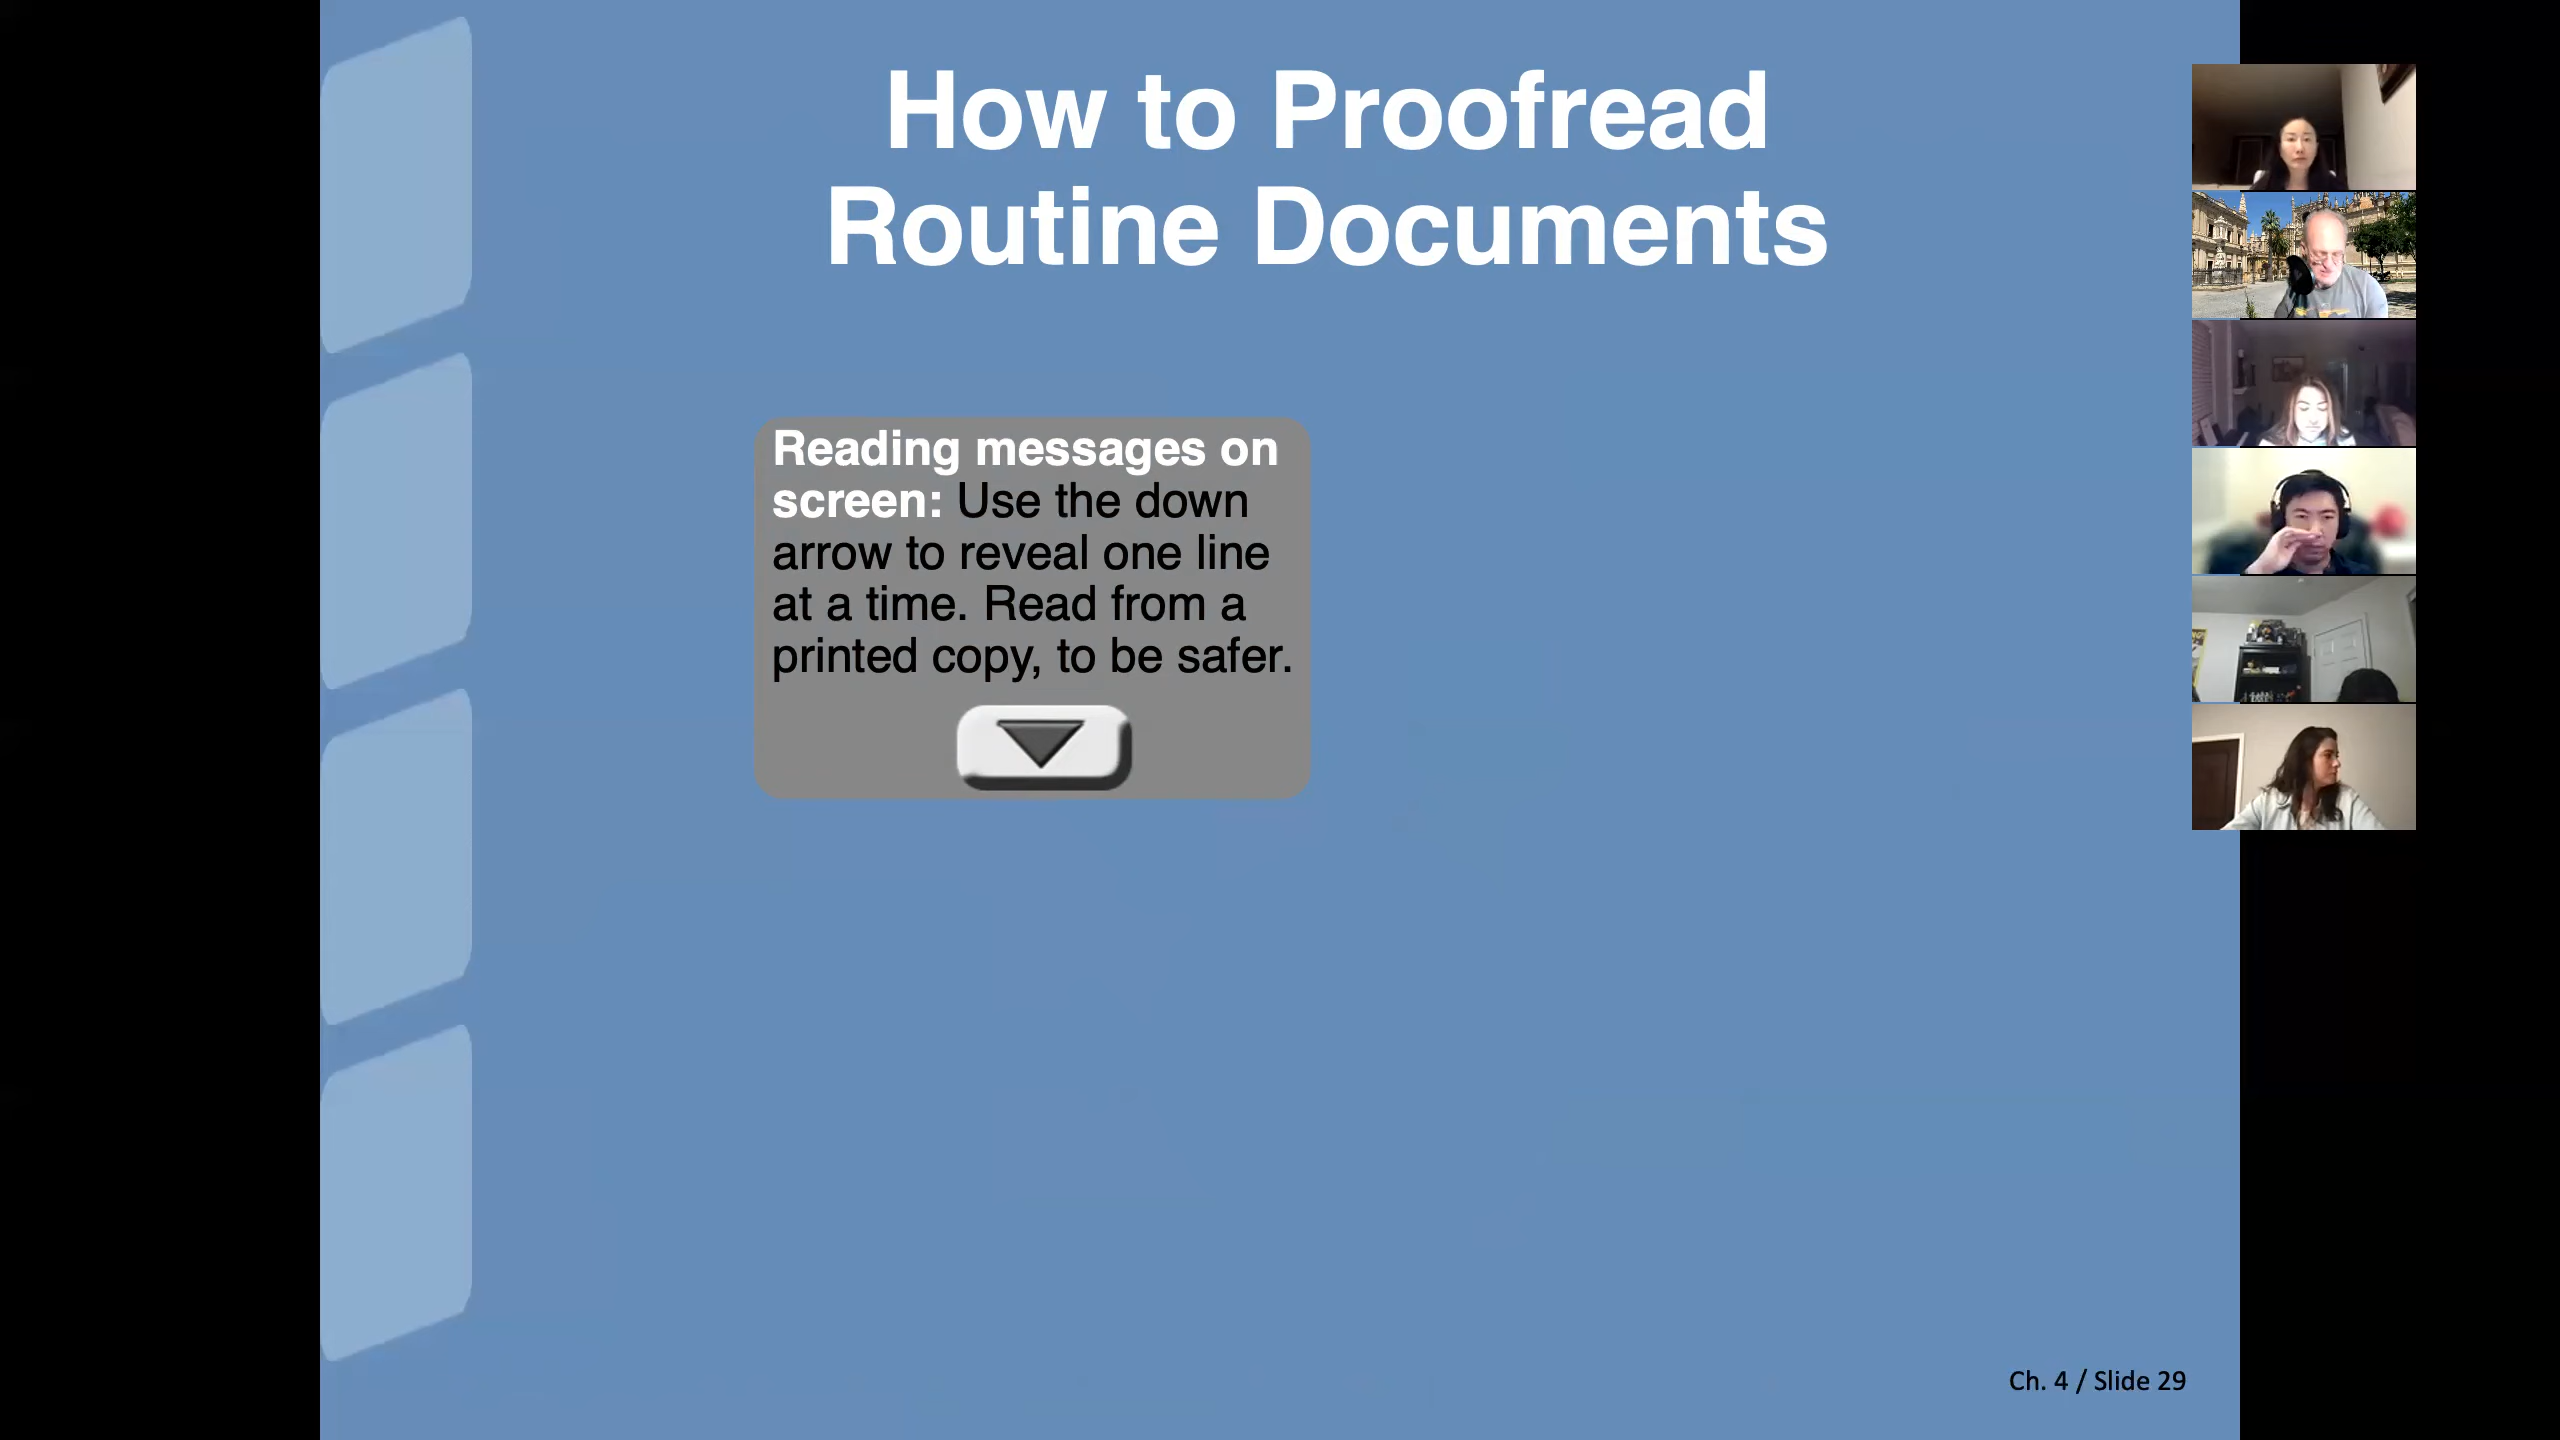 How to Proofread
Routine Documents
Reading messages on
screen: Use the down
arrow to reveal one line
at a time. Read from a
printed copy, to be safer.
Ch. 4 / Slide 29